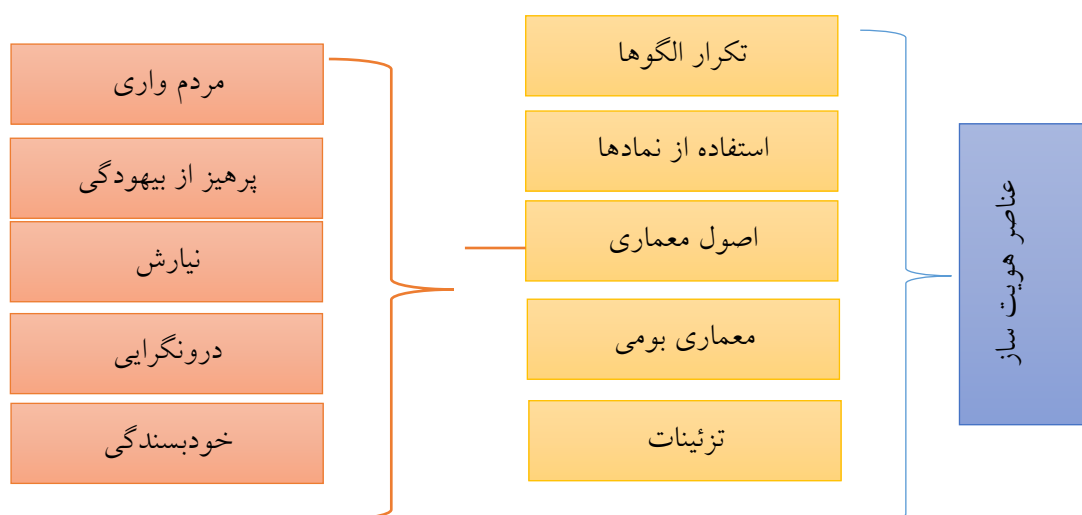 عناصر هویت ساز
تکرار الگوها
استفاده از نمادها
اصول معماری
معماری بومی
تزئینات
مردم واری
پرهیز از بیهودگی
نیارش
درونگرایی
خودبسندگی